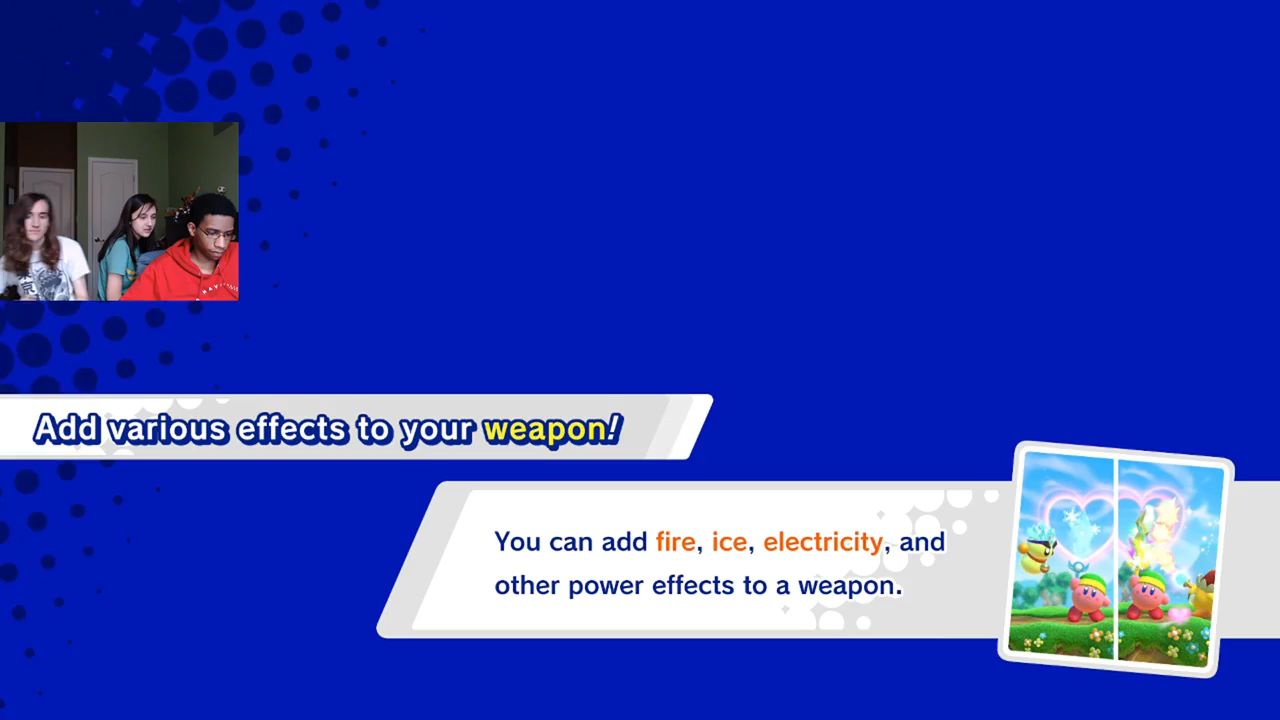 Add various effects to your weapon!
You can add fire, ice, electricity, and
other power effects to a weapon.